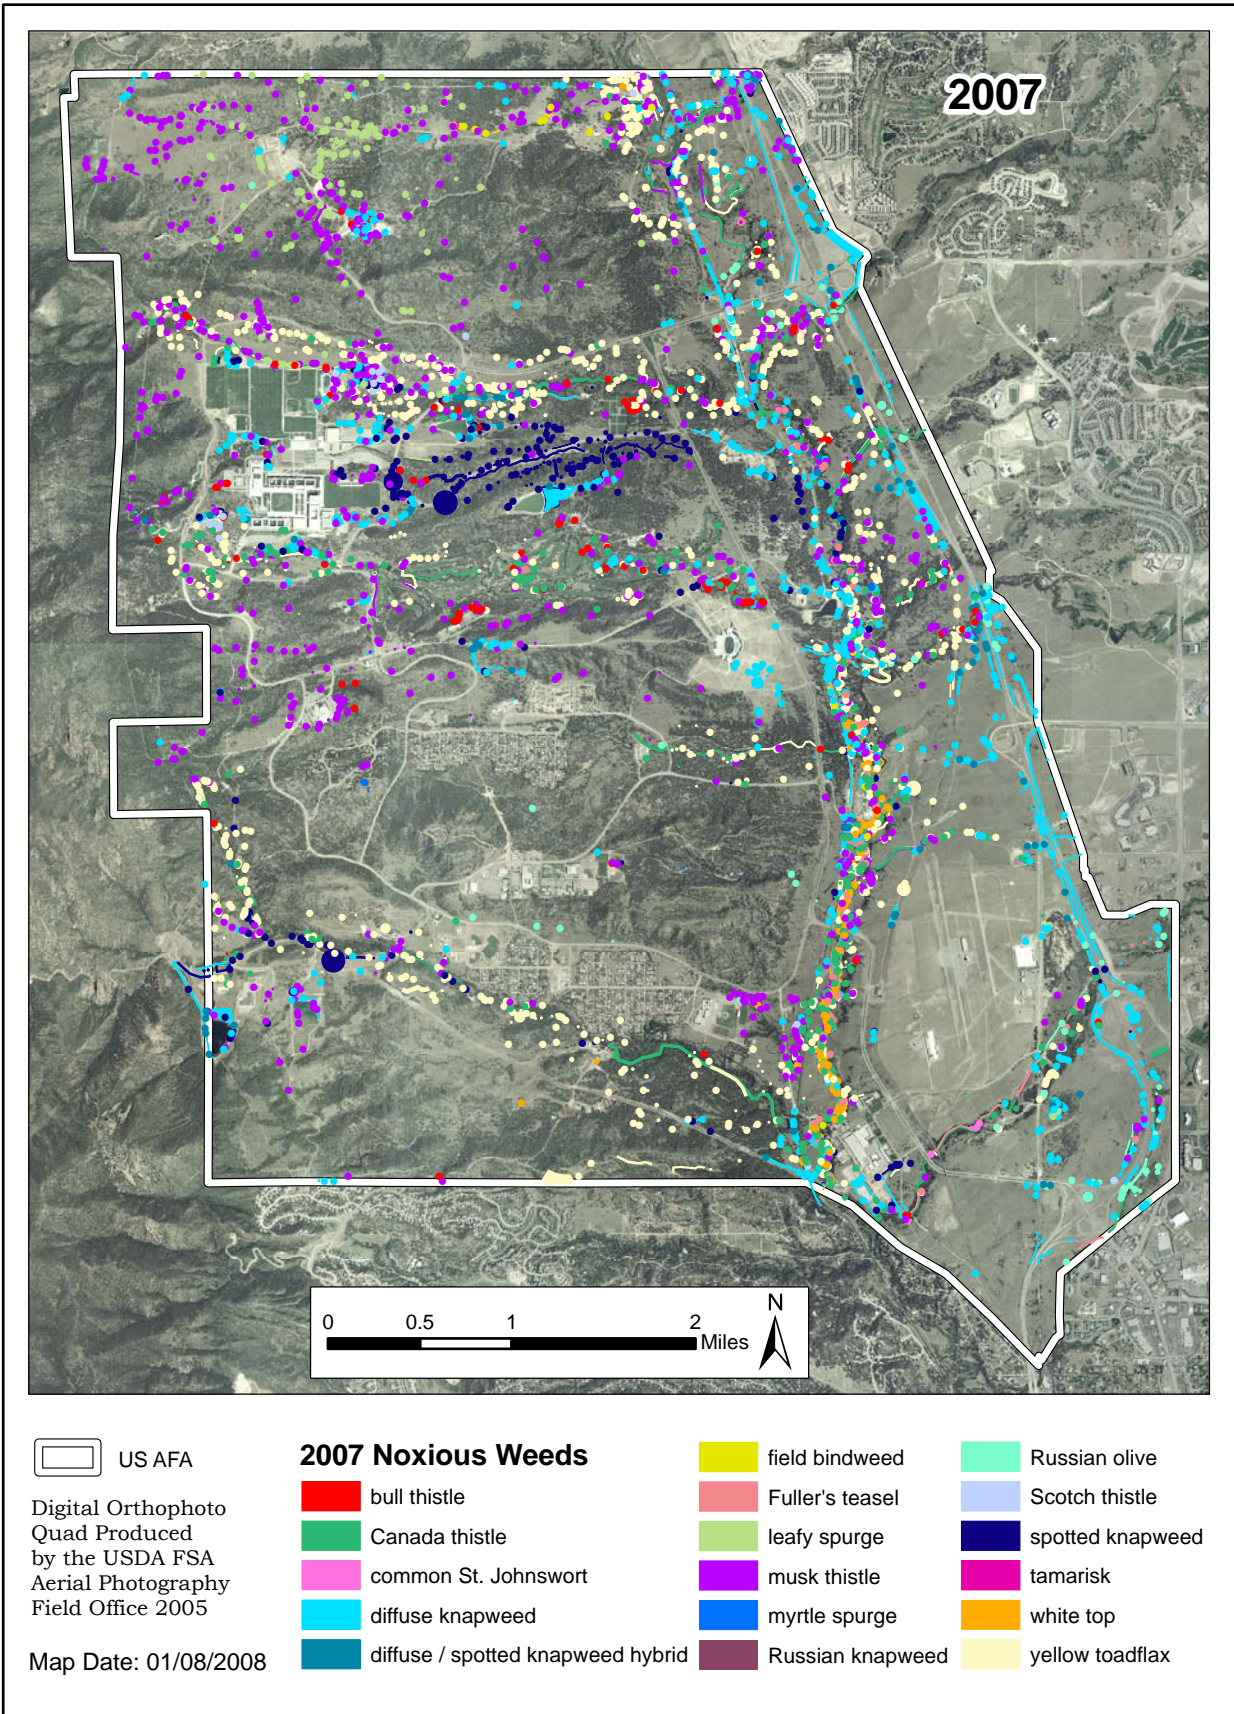 2007
0 0.5 1 2
Miles
N
US AFA
Digital Orthophoto
Quad Produced
by the USDA FSA
Aerial Photography
Field Office 2005
Map Date: 01/08/2008
2007 Noxious Weeds
bull thistle
Canada thistle
common St. Johnswort
diffuse knapweed
diffuse / spotted knapweed hybrid
field bindweed
Fuller's teasel
leafy spurge
musk thistle
myrtle spurge
Russian knapweed
Russian olive
Scotch thistle
spotted knapweed
tamarisk
white top
yellow toadflax